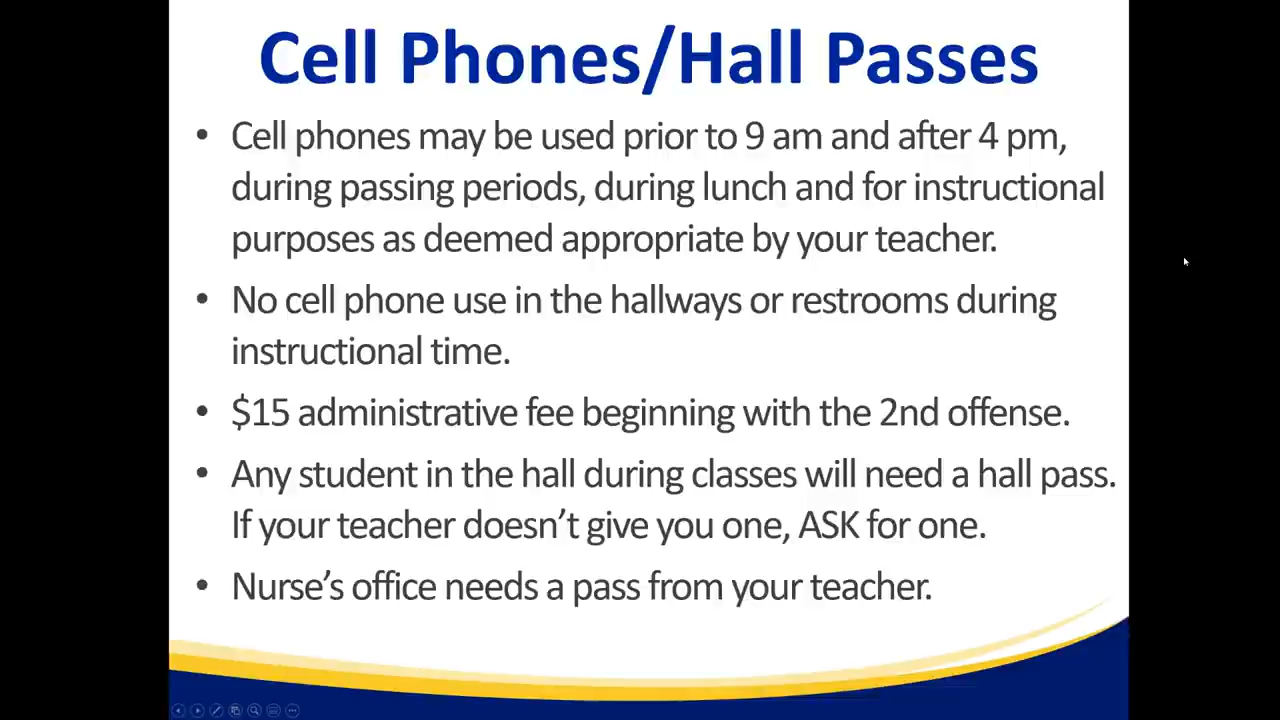 Cell Phones/Hall Passes
• Cell phones may be used prior to 9 am and after 4 pm,
during passing periods, during lunch and for instructional
purposes as deemed appropriate by your teacher.
• No cell phone use in the hallways or restrooms during
instructional time.
• $15 administrative fee beginning with the 2nd offense.
• Any student in the hall during classes will need a hall pass.
If your teacher doesn’t give you one, ASK for one.
• Nurse’s office needs a pass from your teacher.